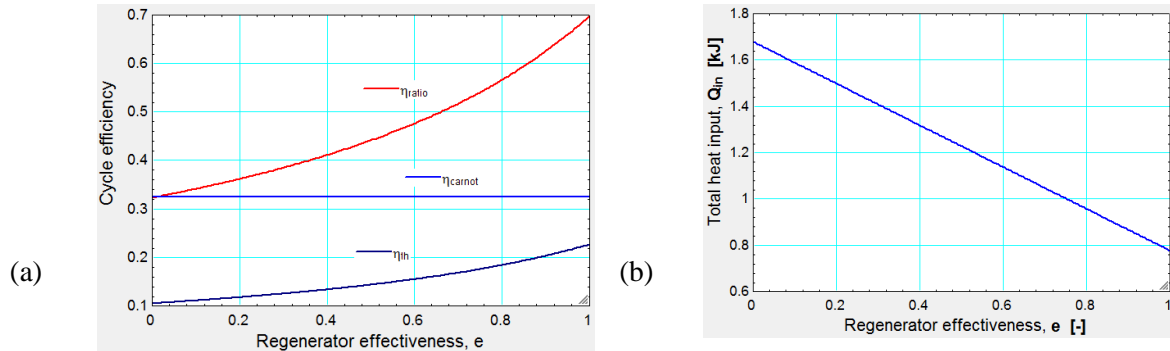 (a)
Cycle efficiency
0.7
0.6
0.5
0.4
0.3
0.2
0.1
ηratio
ηcarnot
ηth
0 0.2 0.4 0.6 0.8 1
Regenerator effectiveness, e
(b)
Total heat input, Qin [kJ]
1.8
1.6
1.4
1.2
1
0.8
0.6
0 0.2 0.4 0.6 0.8 1
Regenerator effectiveness, e [-]